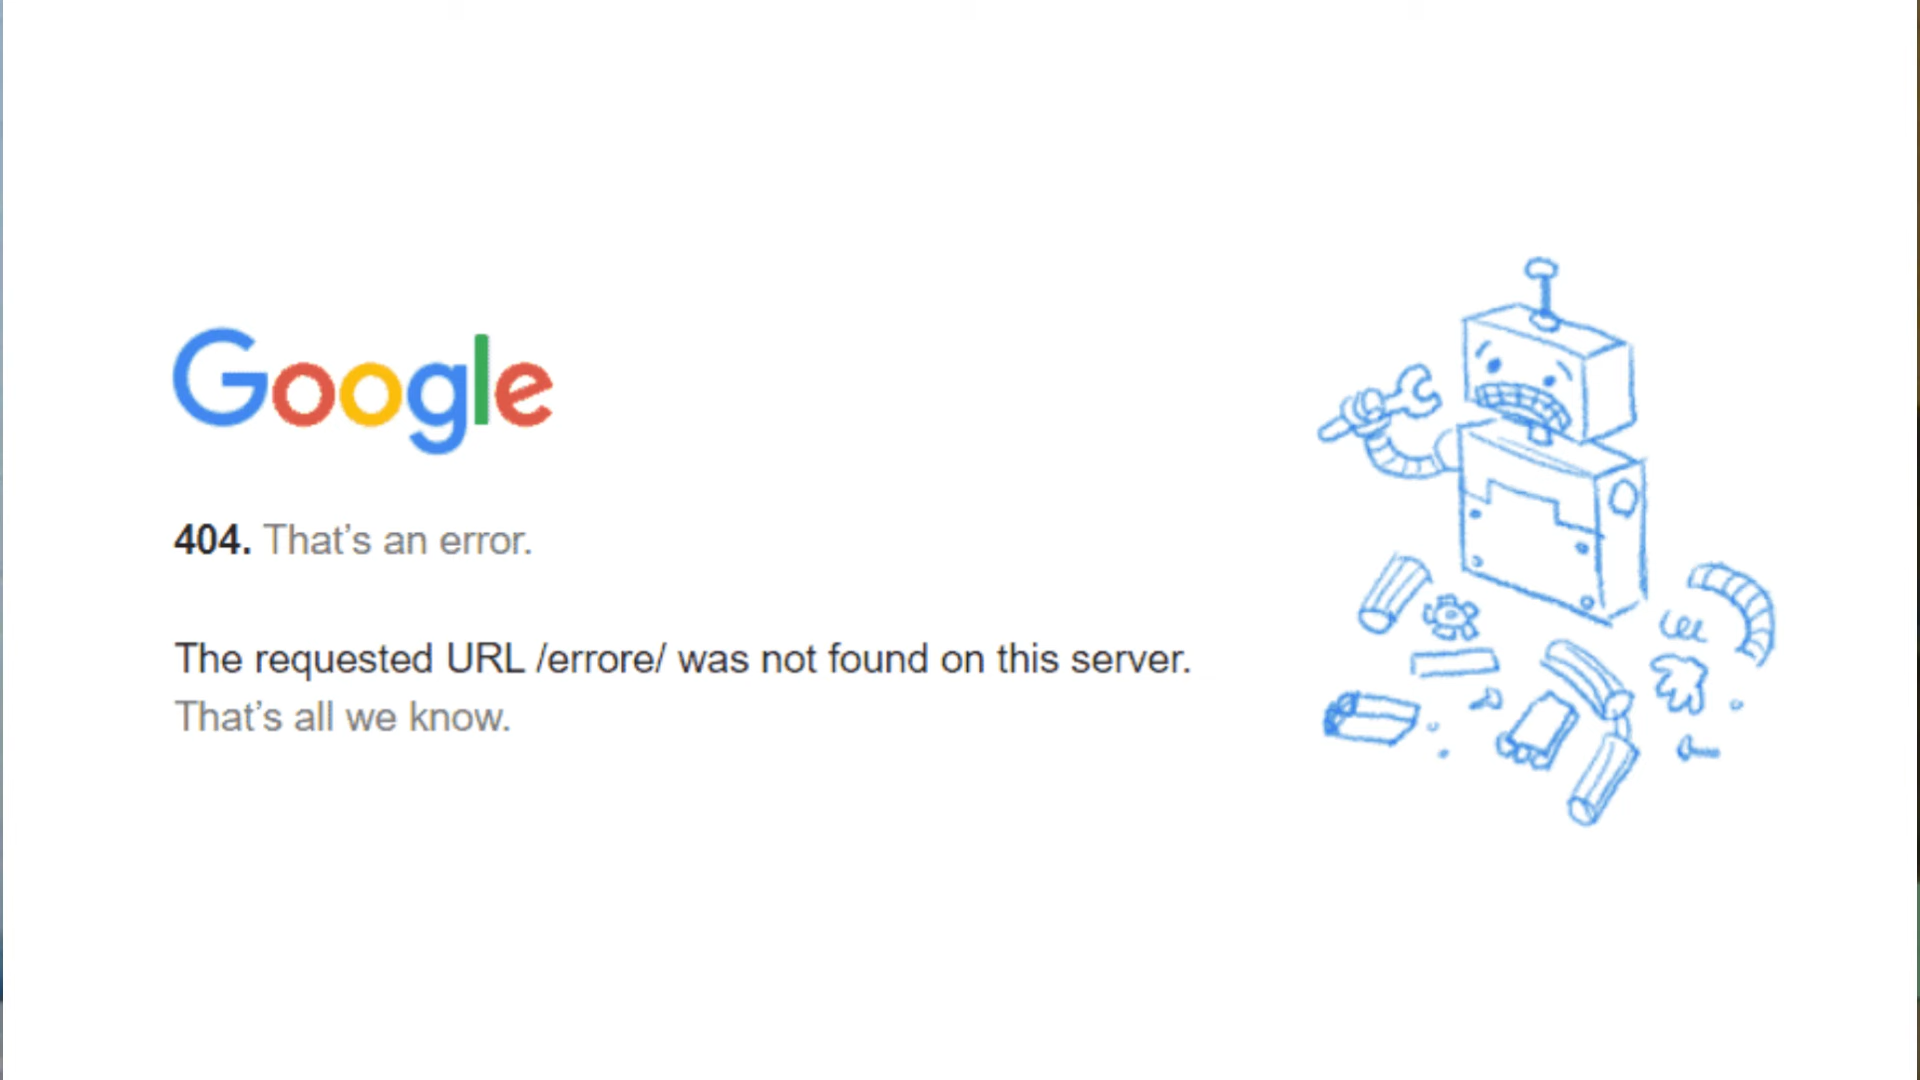 Google
404. That’s an error.
The requested URL /errore/ was not found on this server.
That’s all we know.